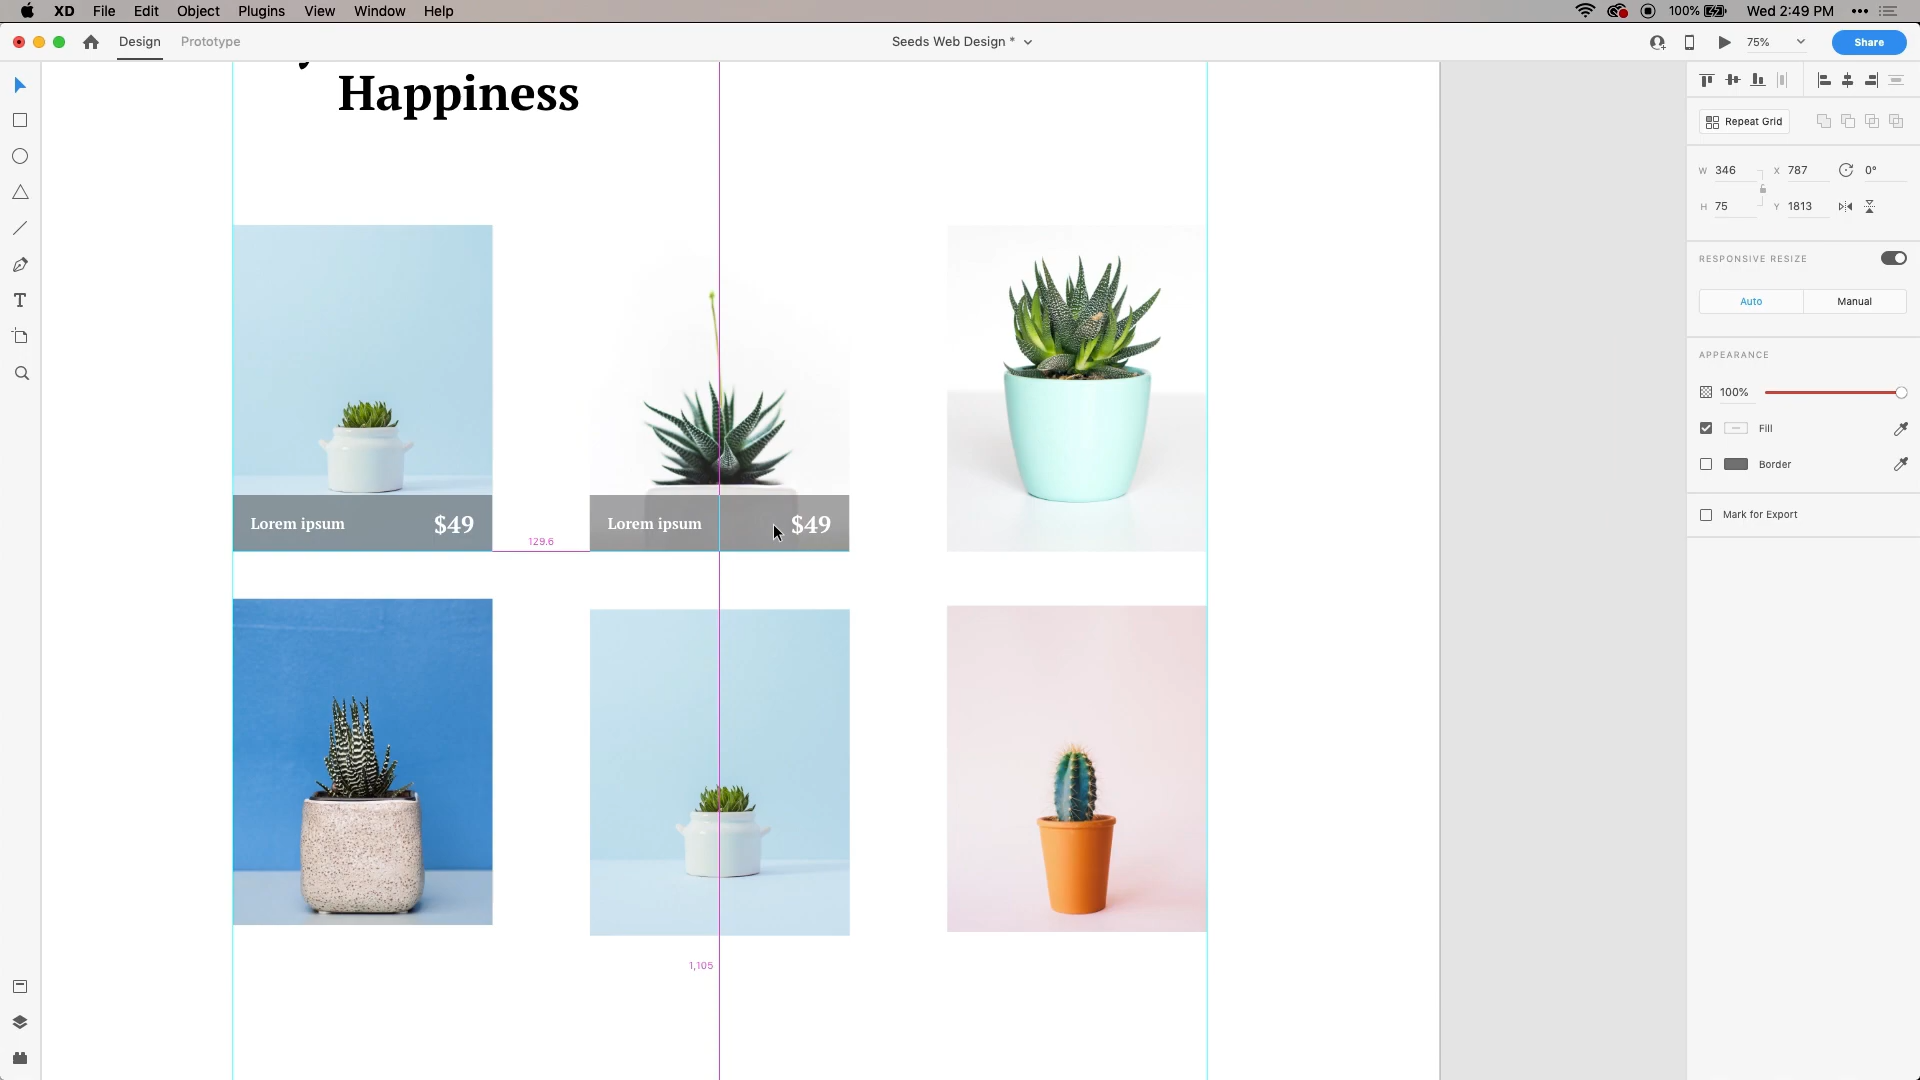 XD File Edit Object Plugins View Window Help
100% Wed 2:49 PM
Design Prototype
Seeds Web Design *
75%
Share
Happiness
Repeat Grid
W 346 X 787 0°
H 75 Y 1813
RESPONSIVE RESIZE
Auto Manual
APPEARANCE
100%
Fill
Border
Mark for Export
Lorem ipsum $49
129.6
Lorem ipsum $49
1,105